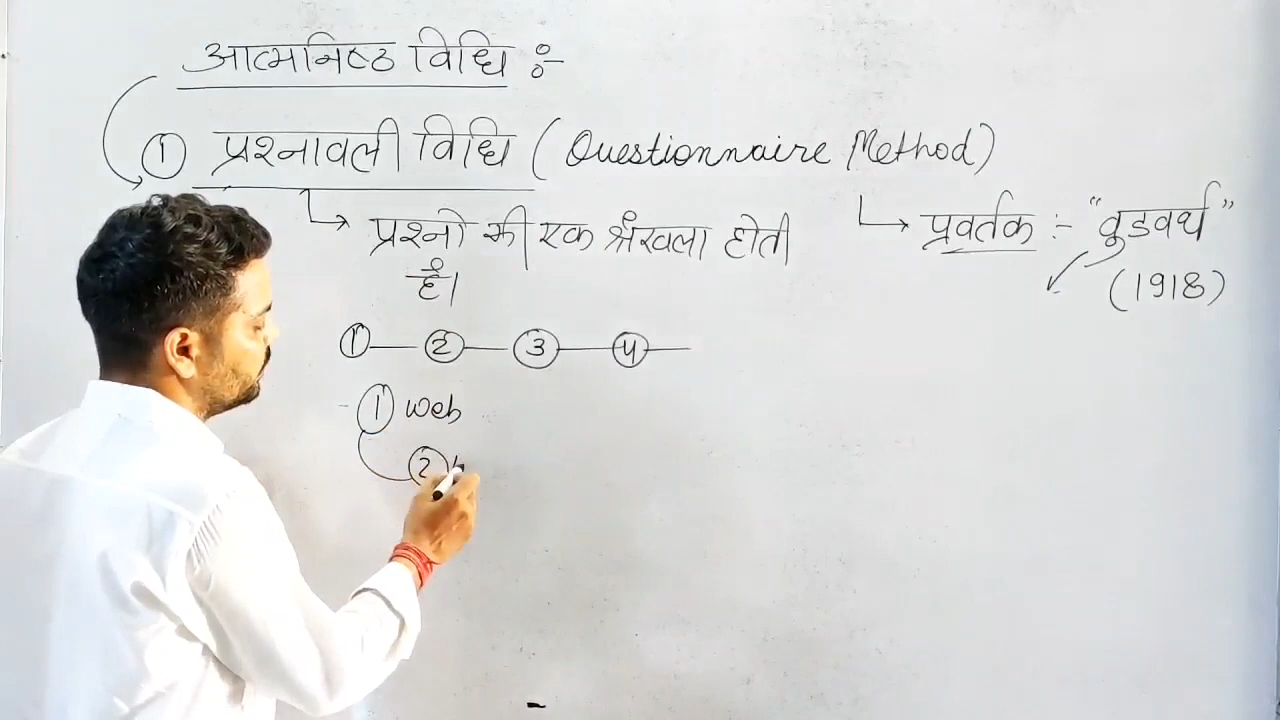 आत्मनिष्ठ विधि :-
① प्रश्नावली विधि (Questionnaire Method)
प्रश्नो की एक श्रृंखला होती
है।
प्रवर्तक :- "वुडवर्थ"
(1918)
① ② ③ ④
① web
②